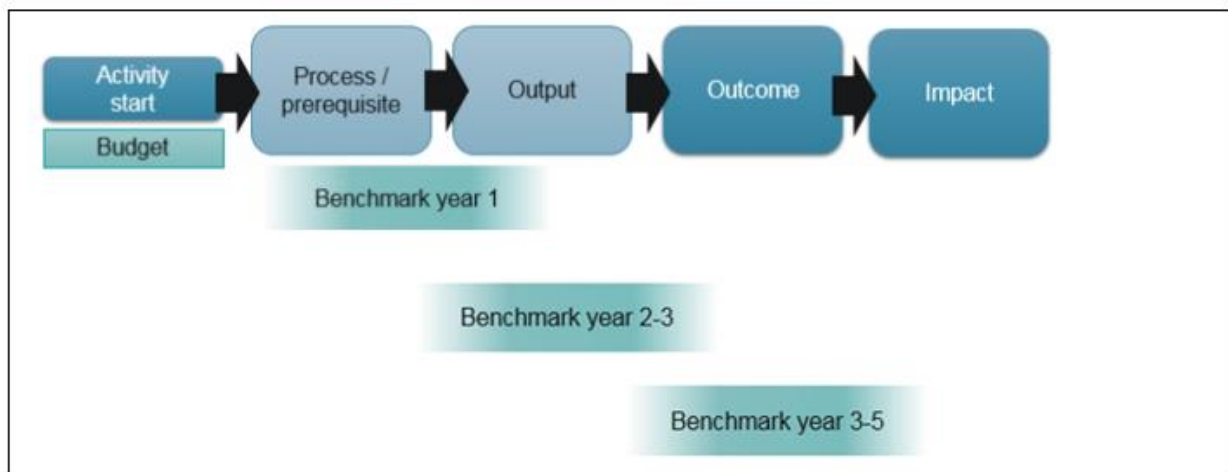 Activity
start
Budget
Process /
prerequisite
Output
Outcome
Impact
Benchmark year 1
Benchmark year 2-3
Benchmark year 3-5